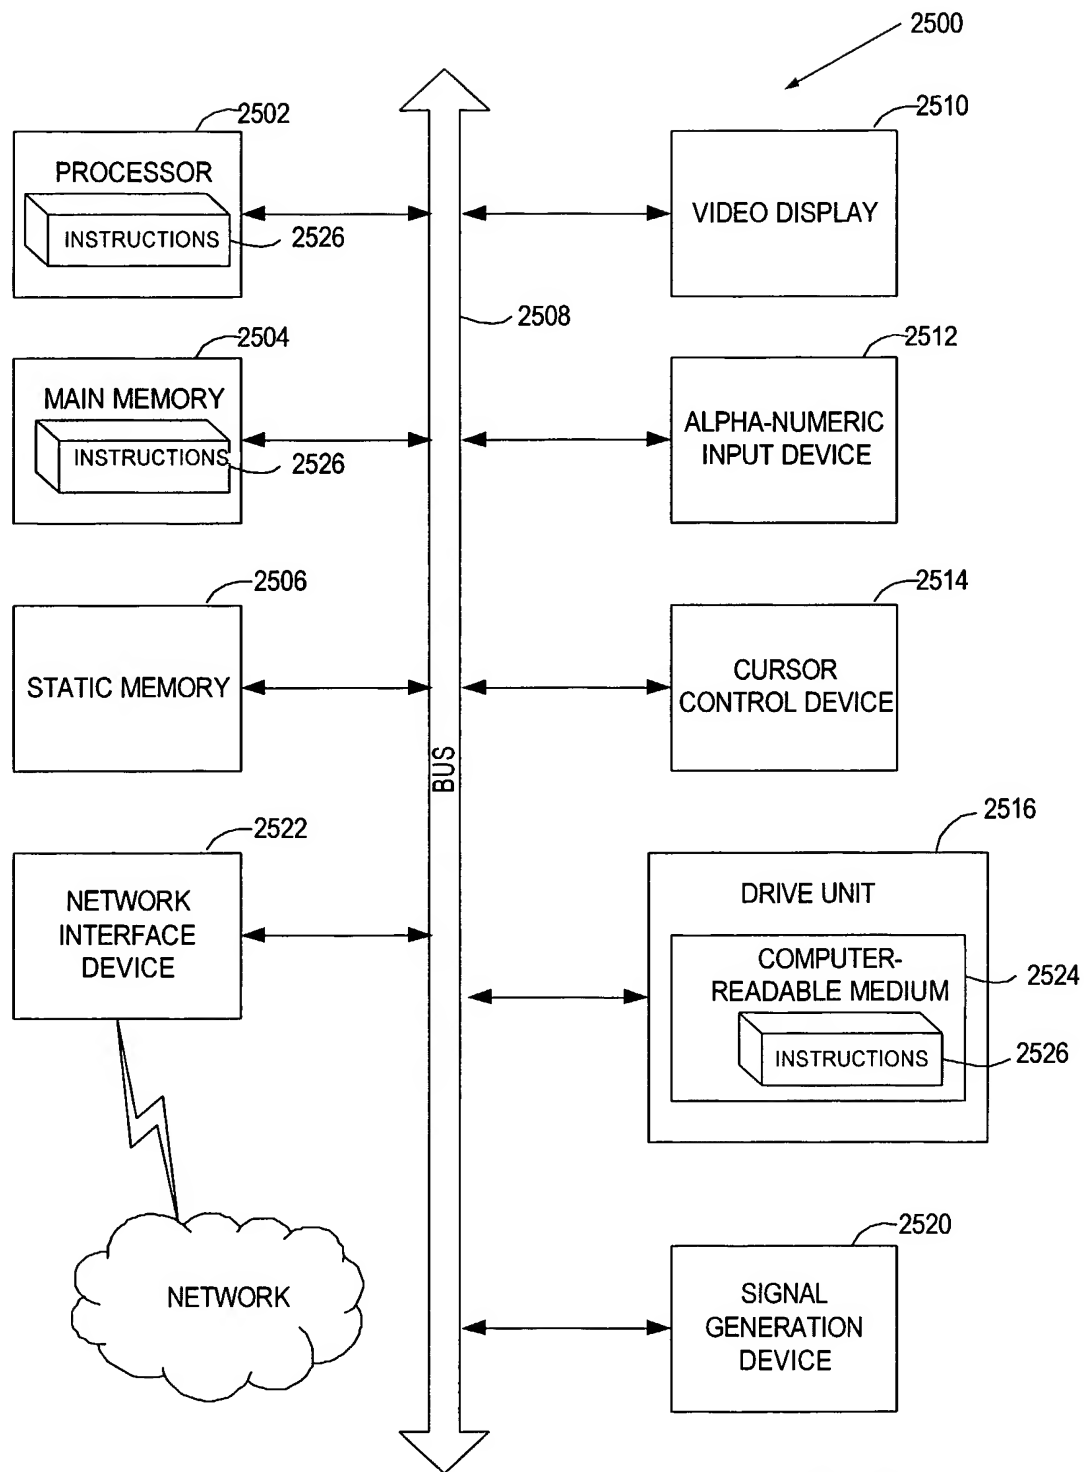 2500
2502
PROCESSOR
INSTRUCTIONS
2526
2510
VIDEO DISPLAY
2508
2504
MAIN MEMORY
INSTRUCTIONS
2526
2512
ALPHA-NUMERIC
INPUT DEVICE
2506
STATIC MEMORY
2514
CURSOR
CONTROL DEVICE
BUS
2522
NETWORK
INTERFACE
DEVICE
2516
DRIVE UNIT
COMPUTER-
READABLE MEDIUM
2524
INSTRUCTIONS
2526
NETWORK
2520
SIGNAL
GENERATION
DEVICE